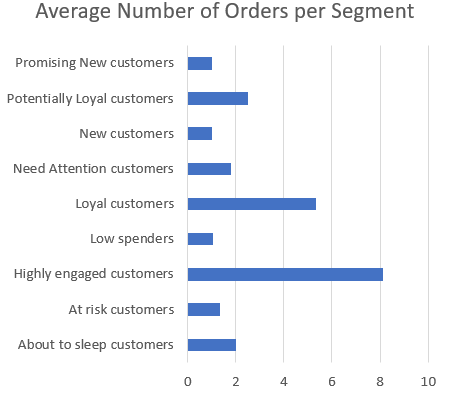 Average Number of Orders per Segment
Promising New customers
Potentially Loyal customers
New customers
Need Attention customers
Loyal customers
Low spenders
Highly engaged customers
At risk customers
About to sleep customers
0 2 4 6 8 10